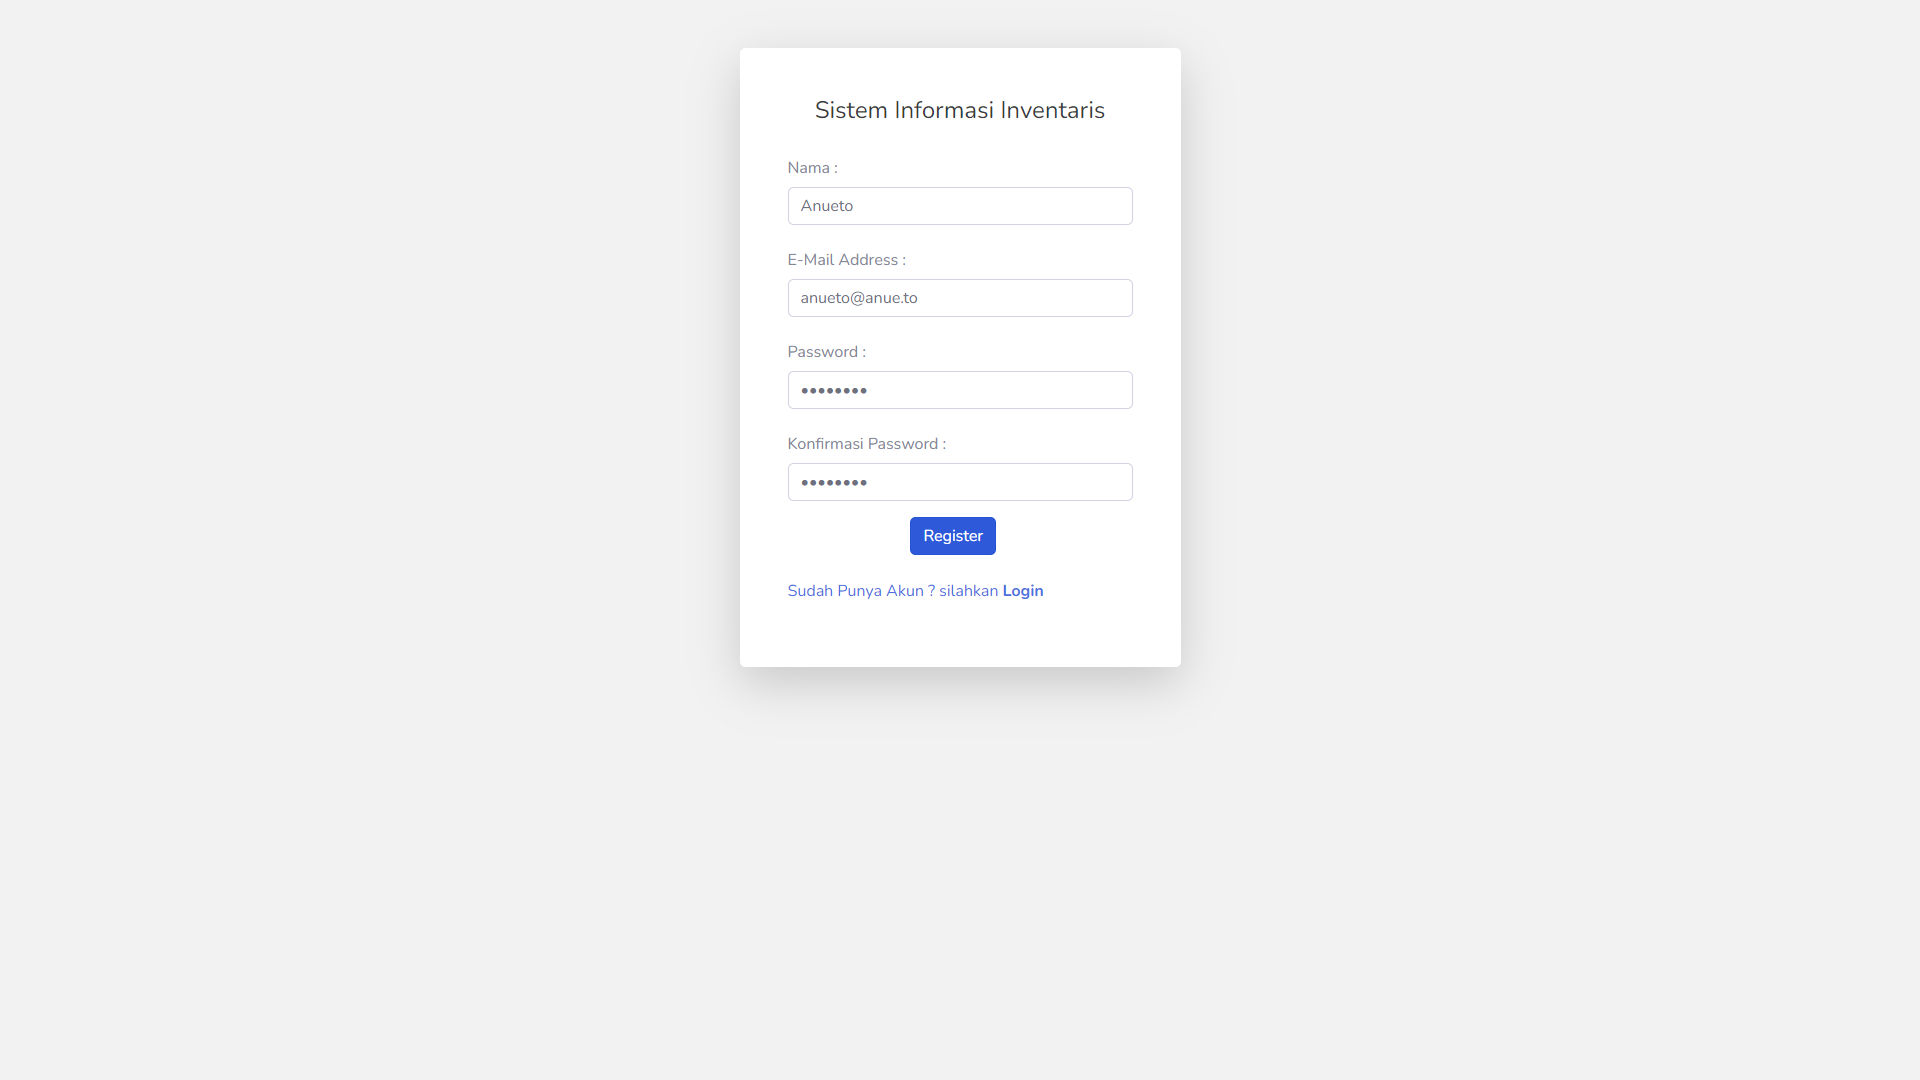 Sistem Informasi Inventaris
Nama :
Anueto
E-Mail Address :
anueto@anue.to
Password :
••••••••
Konfirmasi Password :
••••••••
Register
Sudah Punya Akun ? silahkan Login